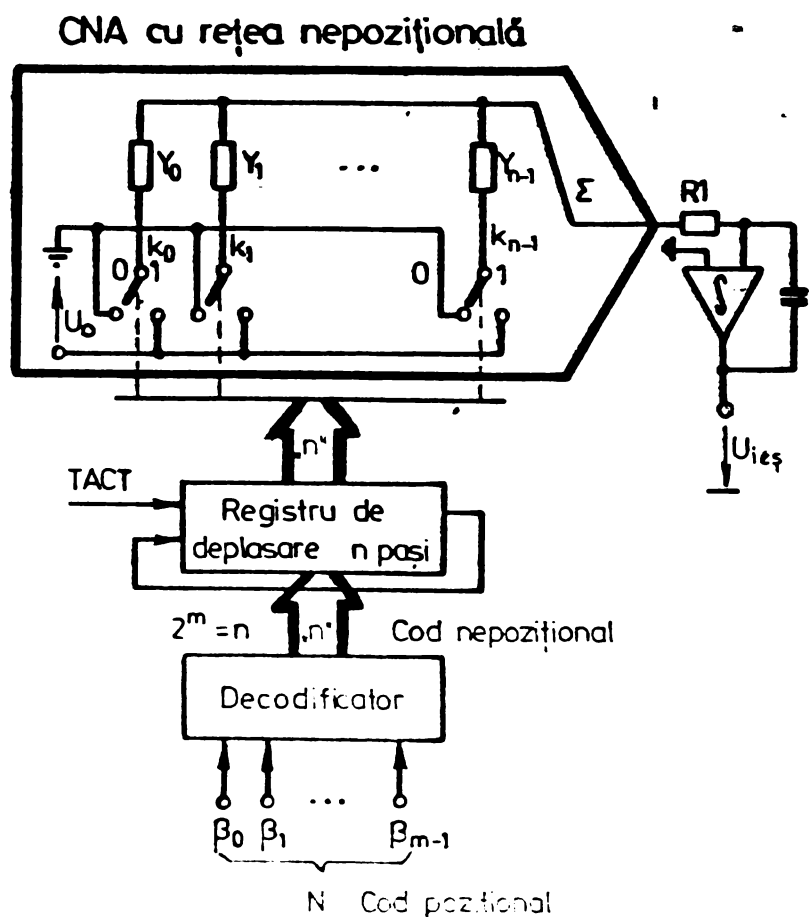 CNA cu rețea nepozițională
Y₀ Y₁ ... Yₙ₋₁
Σ R1
k₀ k₁ kₙ₋₁
0 1 0 1
U₀
∫
Uieș
„n"
TACT
Registru de
deplasare n pași
2ᵐ = n „n" Cod nepozițional
Decodificator
β₀ β₁ ... βₘ₋₁
N Cod pozițional